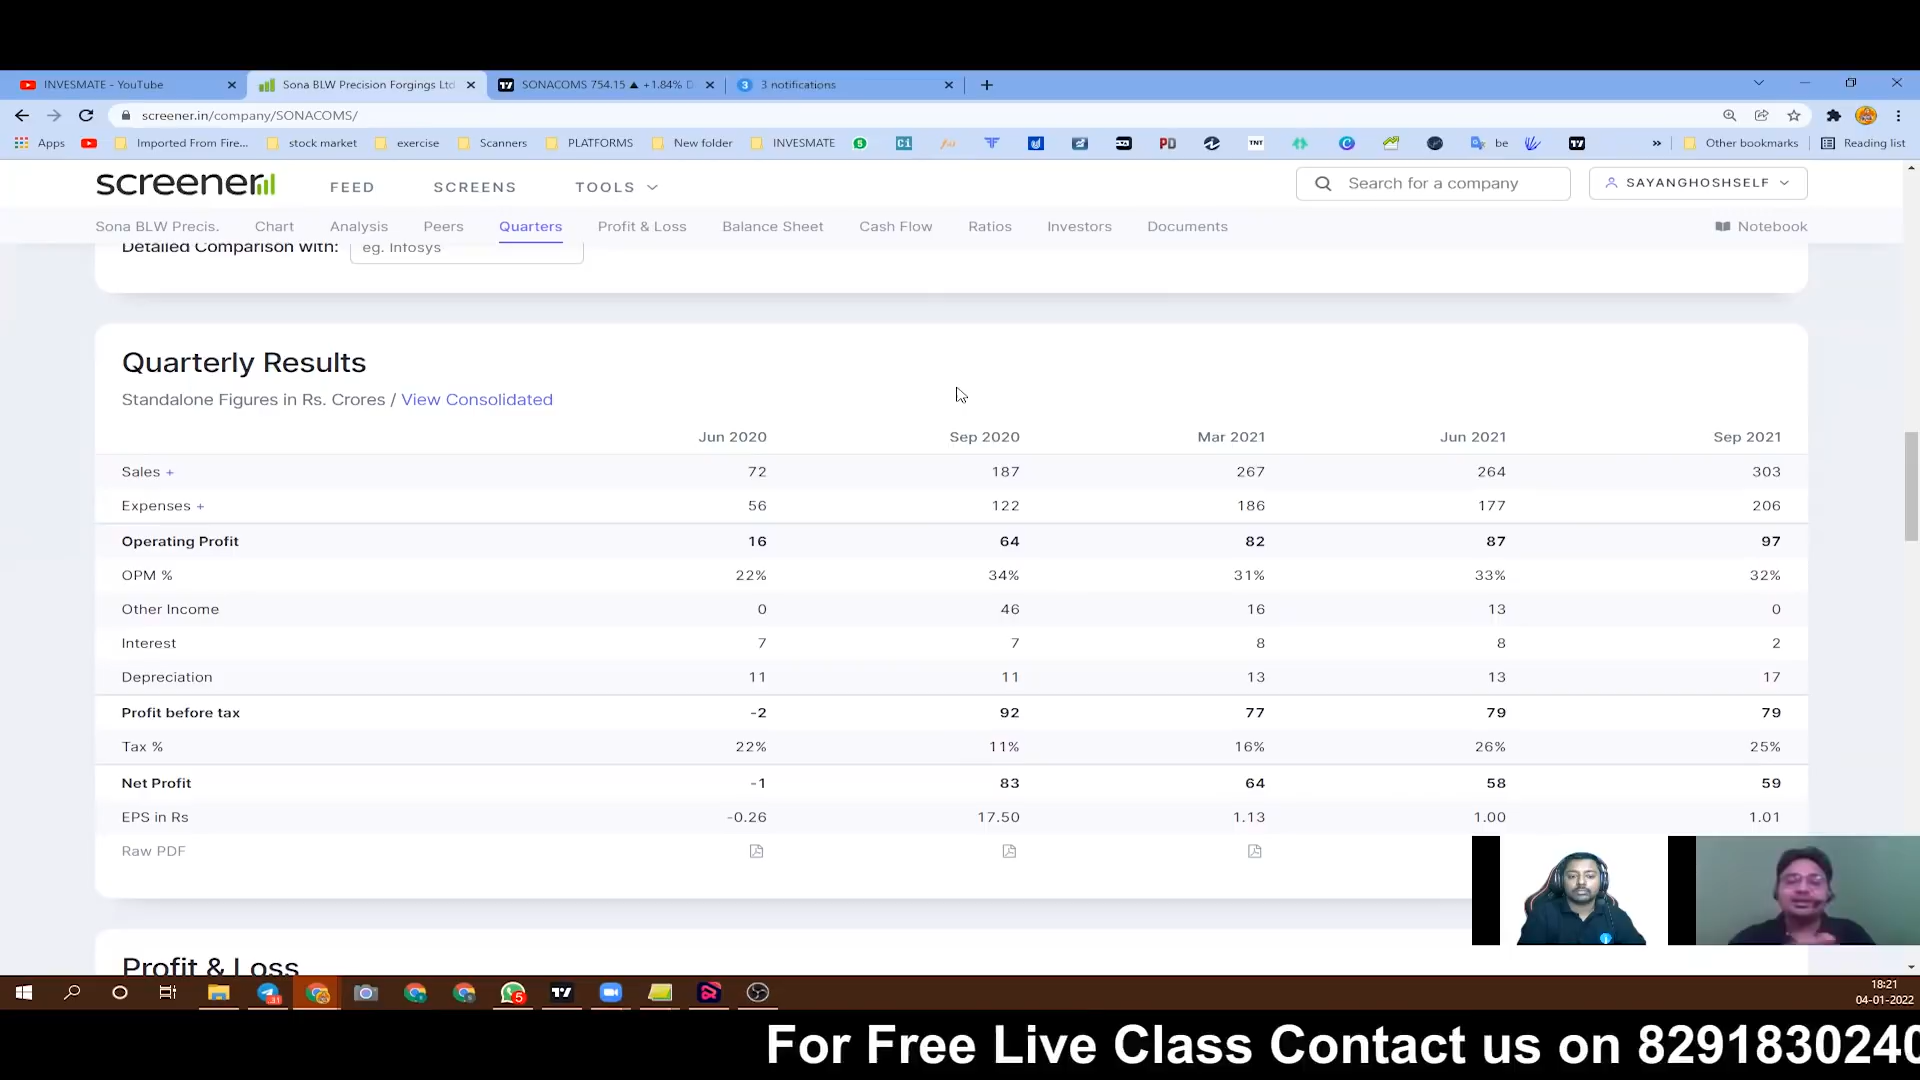 INVESMATE - YouTube
Sona BLW Precision Forgings Ltd
SONACOMS 754.15 ▲ +1.84%
3 3 notifications
screener.in/company/SONACOMS/
Apps
Imported From Fire...
stock market
exercise
Scanners
PLATFORMS
New folder
INVESMATE
PD
TNT
be
»
Other bookmarks
Reading list
screener
FEED
SCREENS
TOOLS
Search for a company
SAYANGHOSHSELF
Sona BLW Precis. Chart Analysis Peers Quarters Profit & Loss Balance Sheet Cash Flow Ratios Investors Documents Notebook
Detailed Comparison with: eg. Infosys
Quarterly Results
Standalone Figures in Rs. Crores / View Consolidated
Jun 2020 Sep 2020 Mar 2021 Jun 2021 Sep 2021
Sales + 72 187 267 264 303
Expenses + 56 122 186 177 206
Operating Profit 16 64 82 87 97
OPM % 22% 34% 31% 33% 32%
Other Income 0 46 16 13 0
Interest 7 7 8 8 2
Depreciation 11 11 13 13 17
Profit before tax -2 92 77 79 79
Tax % 22% 11% 16% 26% 25%
Net Profit -1 83 64 58 59
EPS in Rs -0.26 17.50 1.13 1.00 1.01
Raw PDF
Profit & Loss
18:21
04-01-2022
For Free Live Class Contact us on 8291830240